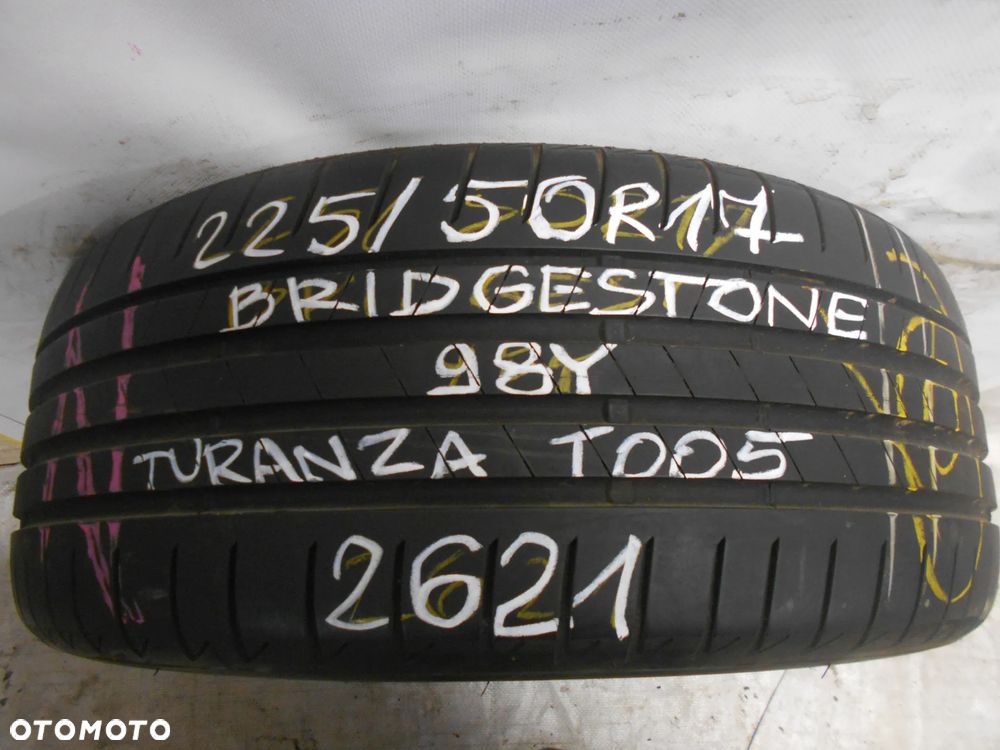 225/50R17
BRIDGESTONE
98Y
TURANZA T005
2621
OTOMOTO